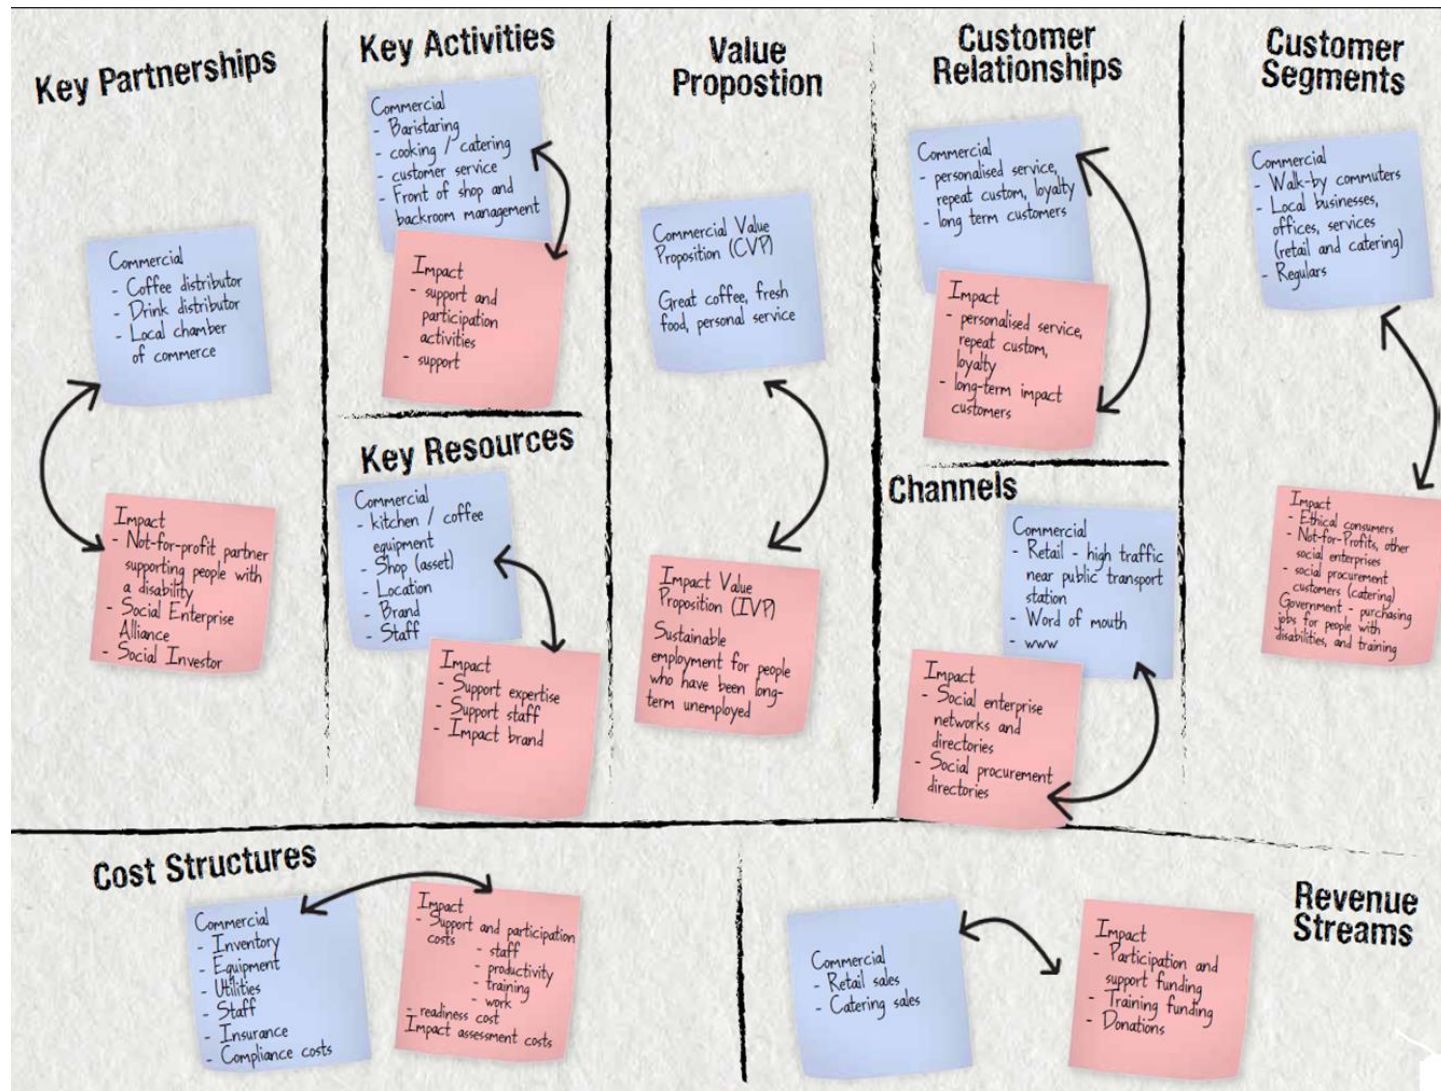 Key Partnerships
Commercial
- Coffee distributor
- Drink distributor
- Local chamber
of commerce
Impact
- Not-for-profit partner
supporting people with
a disability
- Social Enterprise
Alliance
- Social Investor
Key Activities
Commercial
- Baristaring
- cooking / catering
- customer service
- Front of shop and
backroom management
Impact
- support and
participation
activities
- support
Key Resources
Commercial
- kitchen / coffee
equipment
- Shop (asset)
- Location
- Brand
- Staff
Impact
- Support expertise
- Support staff
- Impact brand
Value
Propostion
Commercial Value
Proposition (CVP)
Great coffee, fresh
food, personal service
Impact Value
Proposition (IVP)
Sustainable
employment for people
who have been long-
term unemployed
Customer
Relationships
Commercial
- personalised service,
repeat custom, loyalty
- long term customers
Impact
- personalised service,
repeat custom,
loyalty
- long-term impact
customers
Channels
Commercial
- Retail - high traffic
near public transport
station
- Word of mouth
- www
Impact
- Social enterprise
networks and
directories
- Social procurement
directories
Customer
Segments
Commercial
- Walk-by commuters
- Local businesses,
offices, services
(retail and catering)
- Regulars
Impact
- Ethical consumers
- Not-for-Profits, other
social enterprises
- social procurement
customers (catering)
Government - purchasing
jobs for people with
disabilities, and training
Cost Structures
Commercial
- Inventory
- Equipment
- Utilities
- Staff
- Insurance
- Compliance costs
Impact
- Support and participation
costs
- staff
- productivity
- training
- work
- readiness cost
Impact assessment costs
Revenue
Streams
Commercial
- Retail sales
- Catering sales
Impact
- Participation and
support funding
- Training funding
- Donations